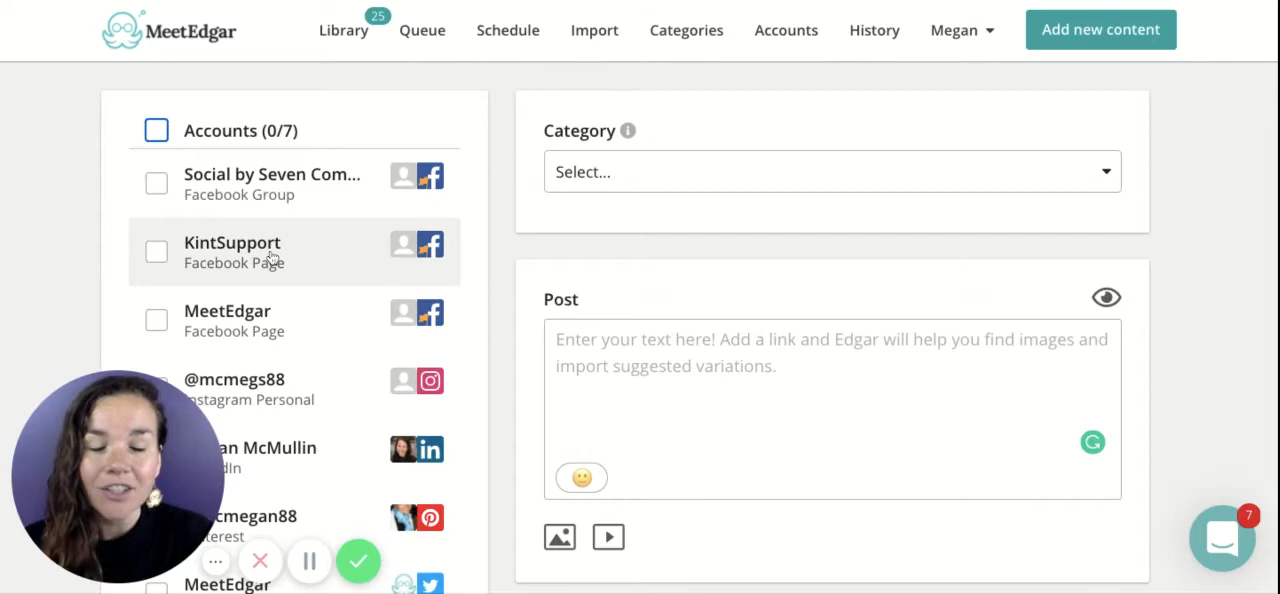 MeetEdgar
Library
25
Queue
Schedule
Import
Categories
Accounts
History
Megan
Add new content
Accounts (0/7)
Social by Seven Com...
Facebook Group
KintSupport
Facebook Page
MeetEdgar
Facebook Page
@mcmegs88
nstagram Personal
an McMullin
dIn
cmegan88
terest
MeetEdgar
Category
Select...
Post
Enter your text here! Add a link and Edgar will help you find images and
import suggested variations.
7